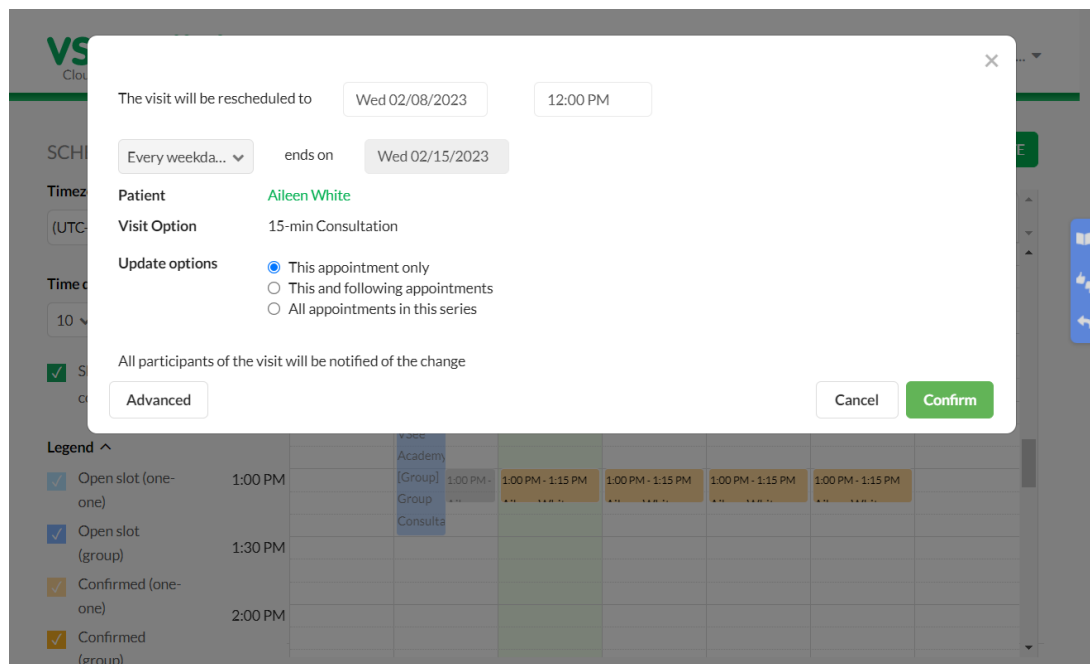 VS
Clou
...
The visit will be rescheduled to Wed 02/08/2023 12:00 PM
Every weekda... ends on Wed 02/15/2023
SCHE
E
Patient Aileen White
Timez
Visit Option 15-min Consultation
(UTC-
Update options This appointment only
This and following appointments
All appointments in this series
Time d
10
All participants of the visit will be notified of the change
Advanced Cancel Confirm
Legend
VSee
Academy
[Group]
Group
Consulta
Open slot (one-
one)
1:00 PM 1:00 PM - 1:00 PM - 1:15 PM 1:00 PM - 1:15 PM 1:00 PM - 1:15 PM 1:00 PM - 1:15 PM
Open slot
(group)
1:30 PM
Confirmed (one-
one)
2:00 PM
Confirmed
(group)